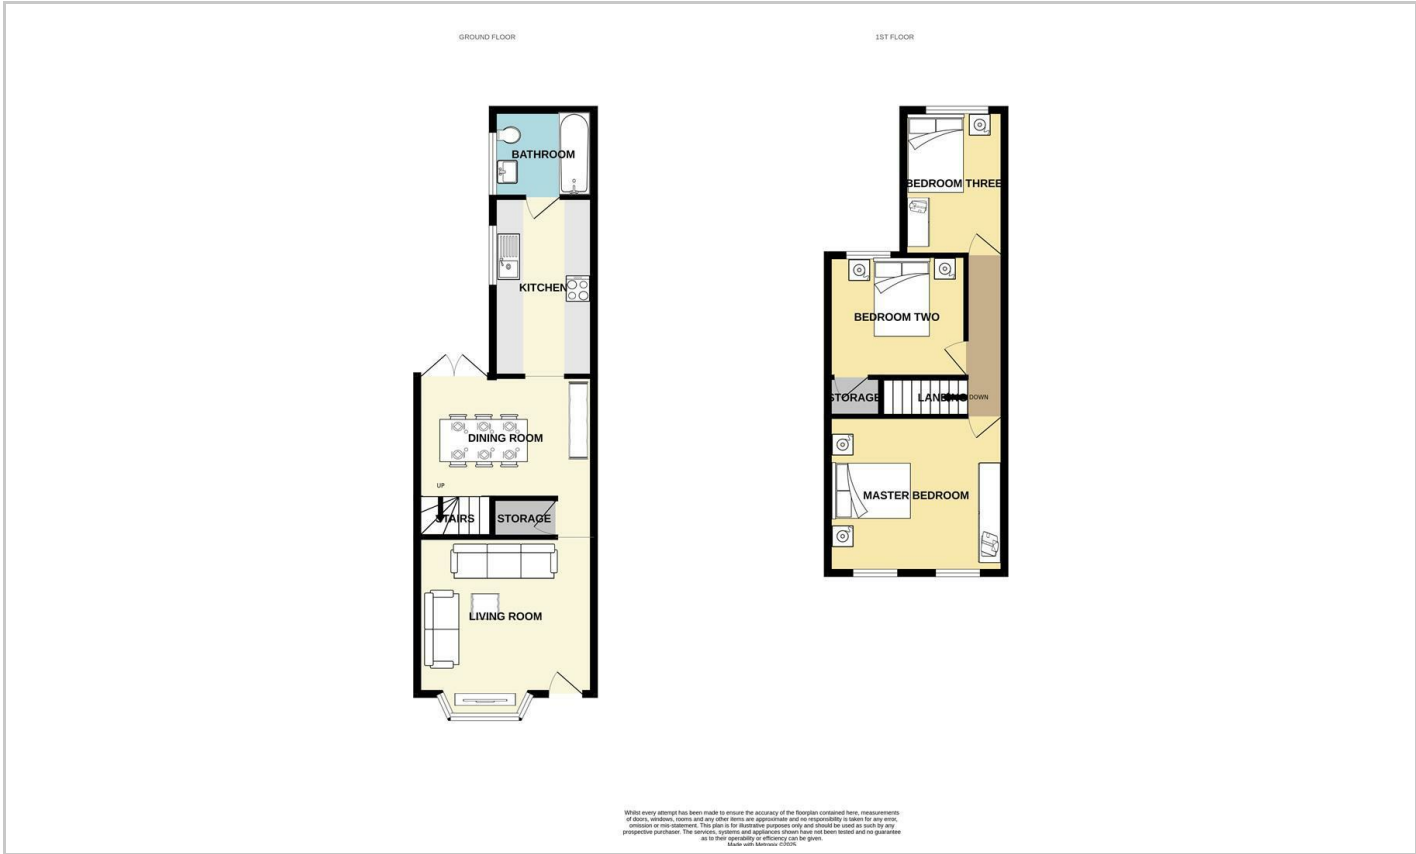 GROUND FLOOR
BATHROOM
KITCHEN
DINING ROOM
UP
STAIRS
STORAGE
LIVING ROOM
1ST FLOOR
BEDROOM THREE
BEDROOM TWO
STORAGE
LANDING
DOWN
MASTER BEDROOM
Whilst every attempt has been made to ensure the accuracy of the floorplan contained here, measurements
of doors, windows, rooms and any other items are approximate and no responsibility is taken for any error,
omission or mis-statement. This plan is for illustrative purposes only and should be used as such by any
prospective purchaser. The services, systems and appliances shown have not been tested and no guarantee
as to their operability or efficiency can be given.
Made with Metropix ©2025